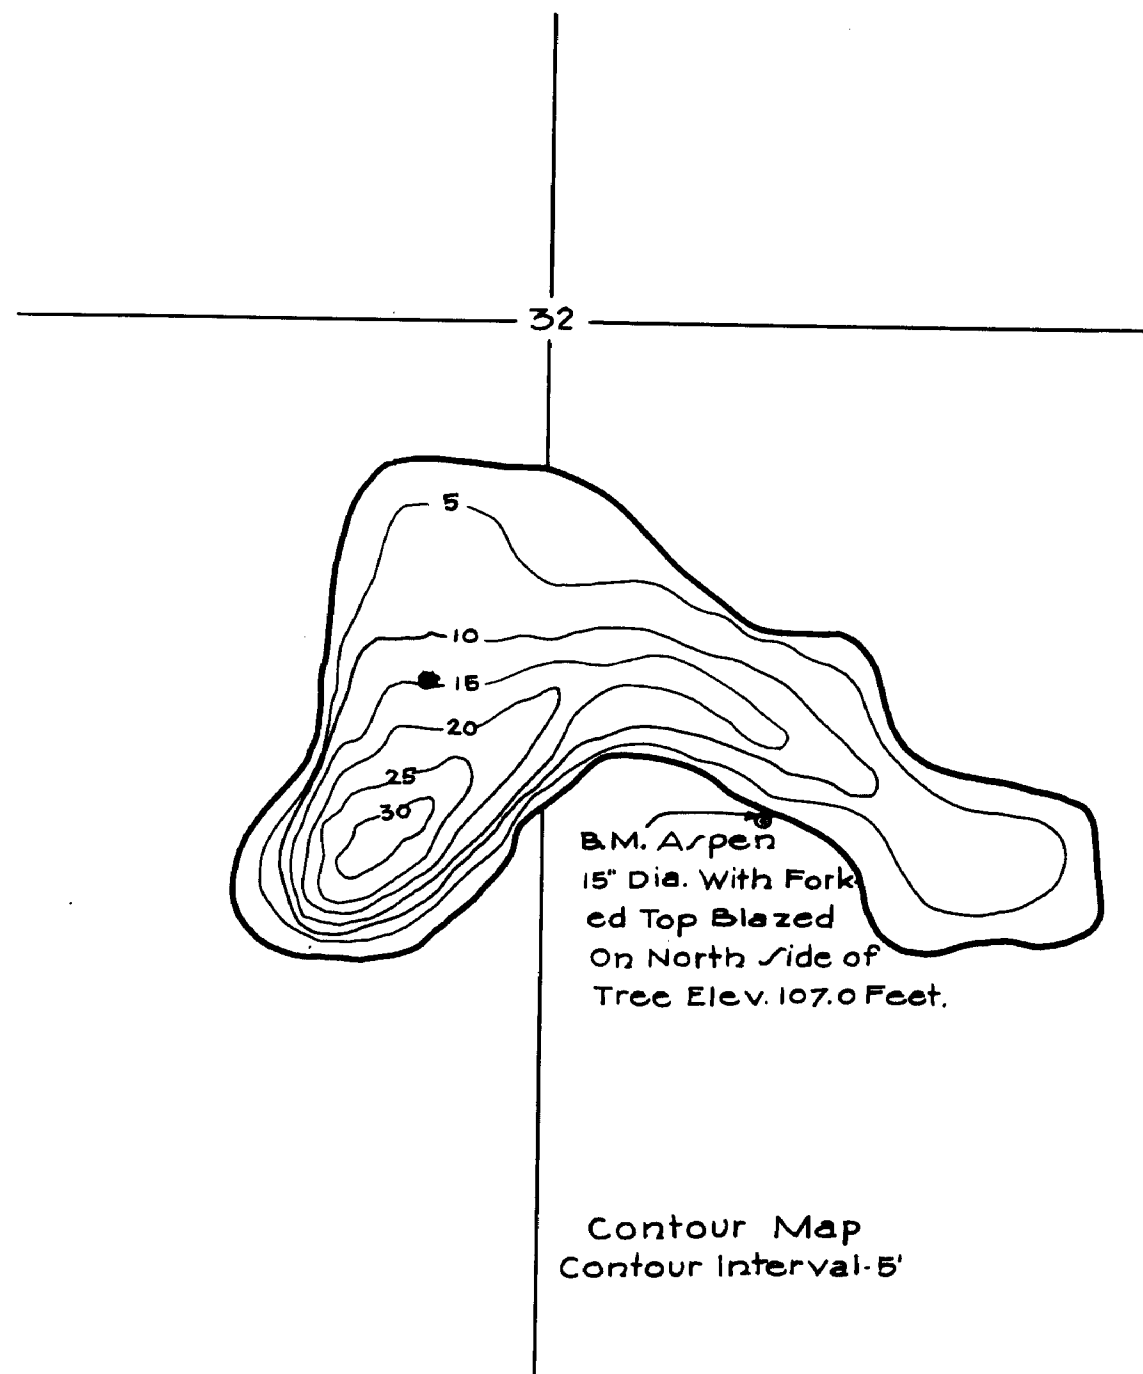 32
5
10
15
20
25
30
B.M. Aspen
15" Dia. With Fork-
ed Top Blazed
On North Side of
Tree Elev. 107.0 Feet.
Contour Map
Contour Interval-5'